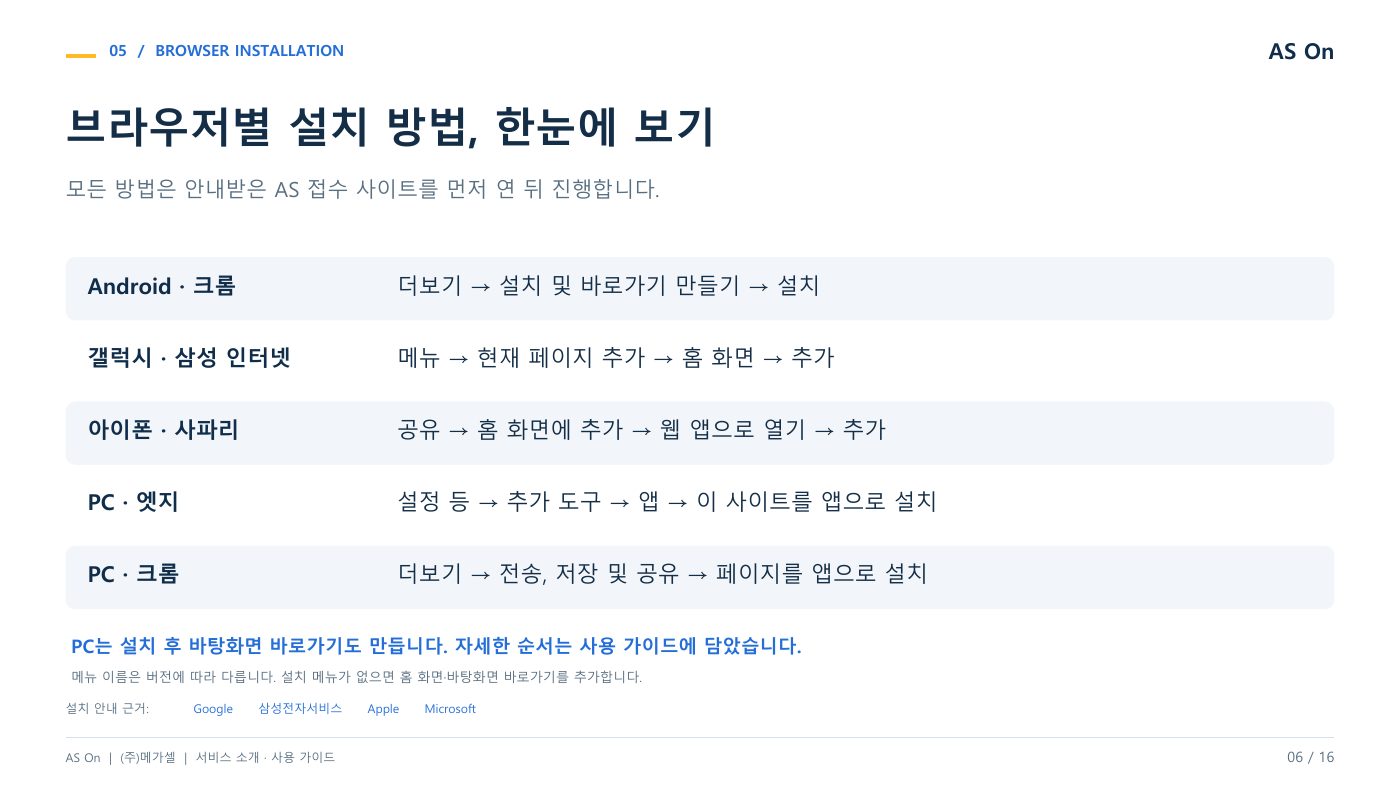 05 / BROWSER INSTALLATION
AS On
브라우저별 설치 방법, 한눈에 보기
모든 방법은 안내받은 AS 접수 사이트를 먼저 연 뒤 진행합니다.
Android · 크롬 더보기 → 설치 및 바로가기 만들기 → 설치
갤럭시 · 삼성 인터넷 메뉴 → 현재 페이지 추가 → 홈 화면 → 추가
아이폰 · 사파리 공유 → 홈 화면에 추가 → 웹 앱으로 열기 → 추가
PC · 엣지 설정 등 → 추가 도구 → 앱 → 이 사이트를 앱으로 설치
PC · 크롬 더보기 → 전송, 저장 및 공유 → 페이지를 앱으로 설치
PC는 설치 후 바탕화면 바로가기도 만듭니다. 자세한 순서는 사용 가이드에 담았습니다.
메뉴 이름은 버전에 따라 다릅니다. 설치 메뉴가 없으면 홈 화면·바탕화면 바로가기를 추가합니다.
설치 안내 근거: Google 삼성전자서비스 Apple Microsoft
AS On | (주)메가셀 | 서비스 소개 · 사용 가이드
06 / 16